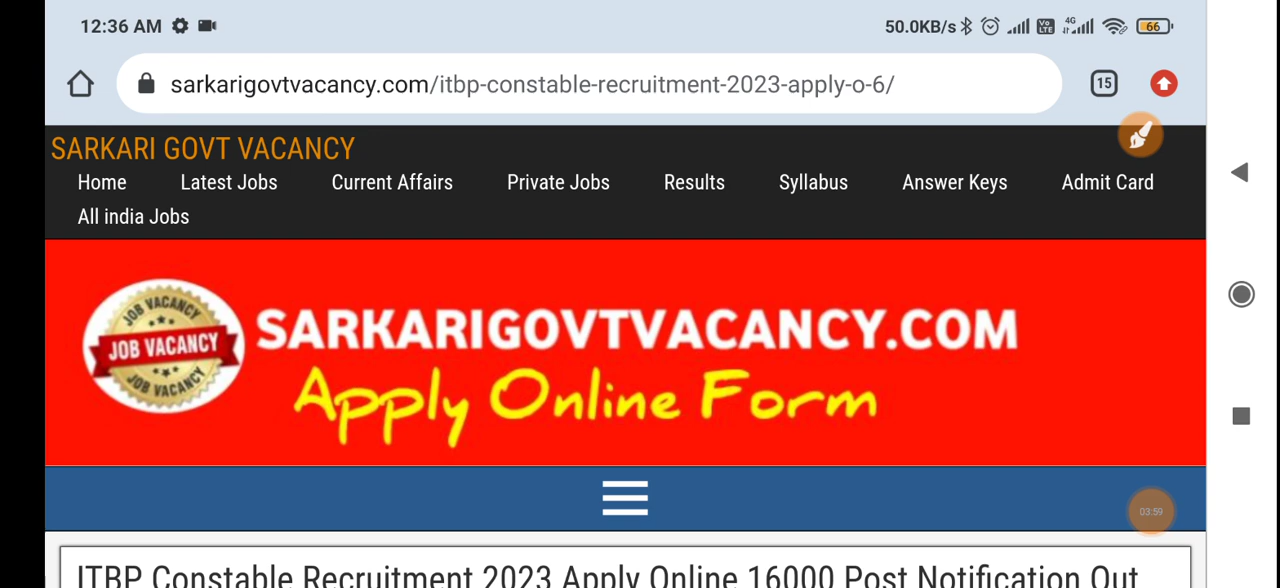 12:36 AM 50.0KB/s Vo LTE 4G 66
sarkarigovtvacancy.com/itbp-constable-recruitment-2023-apply-o-6/ 15
SARKARI GOVT VACANCY
Home Latest Jobs Current Affairs Private Jobs Results Syllabus Answer Keys Admit Card
All india Jobs
JOB VACANCY
JOB VACANCY
JOB VACANCY
SARKARIGOVTVACANCY.COM
Apply Online Form
03:59
ITBP Constable Recruitment 2023 Apply Online 16000 Post Notification Out